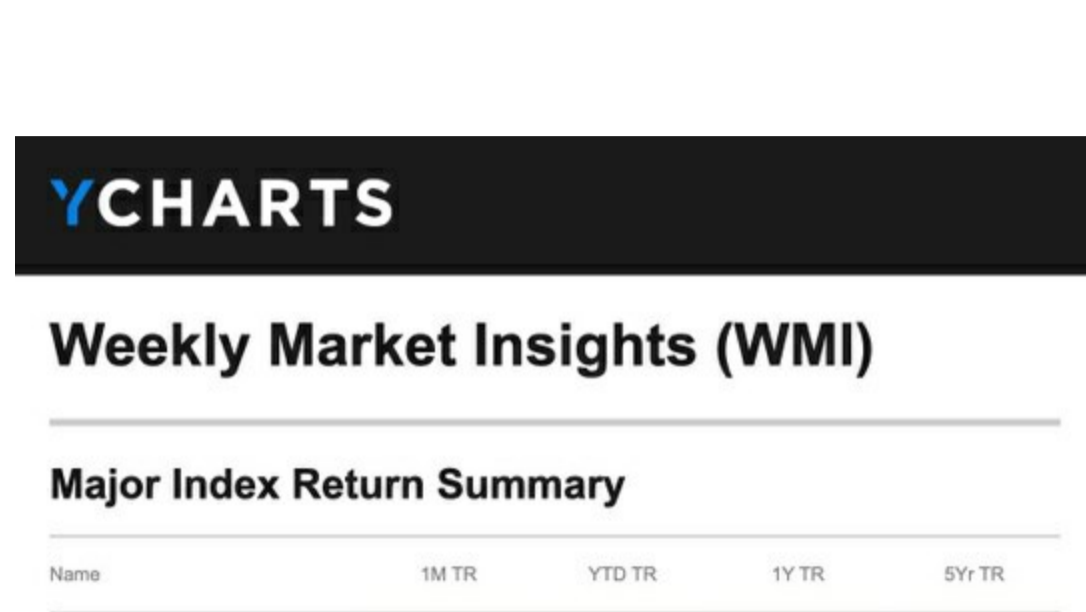 YCHARTS
Weekly Market Insights (WMI)
Major Index Return Summary
Name 1M TR YTD TR 1Y TR 5Yr TR